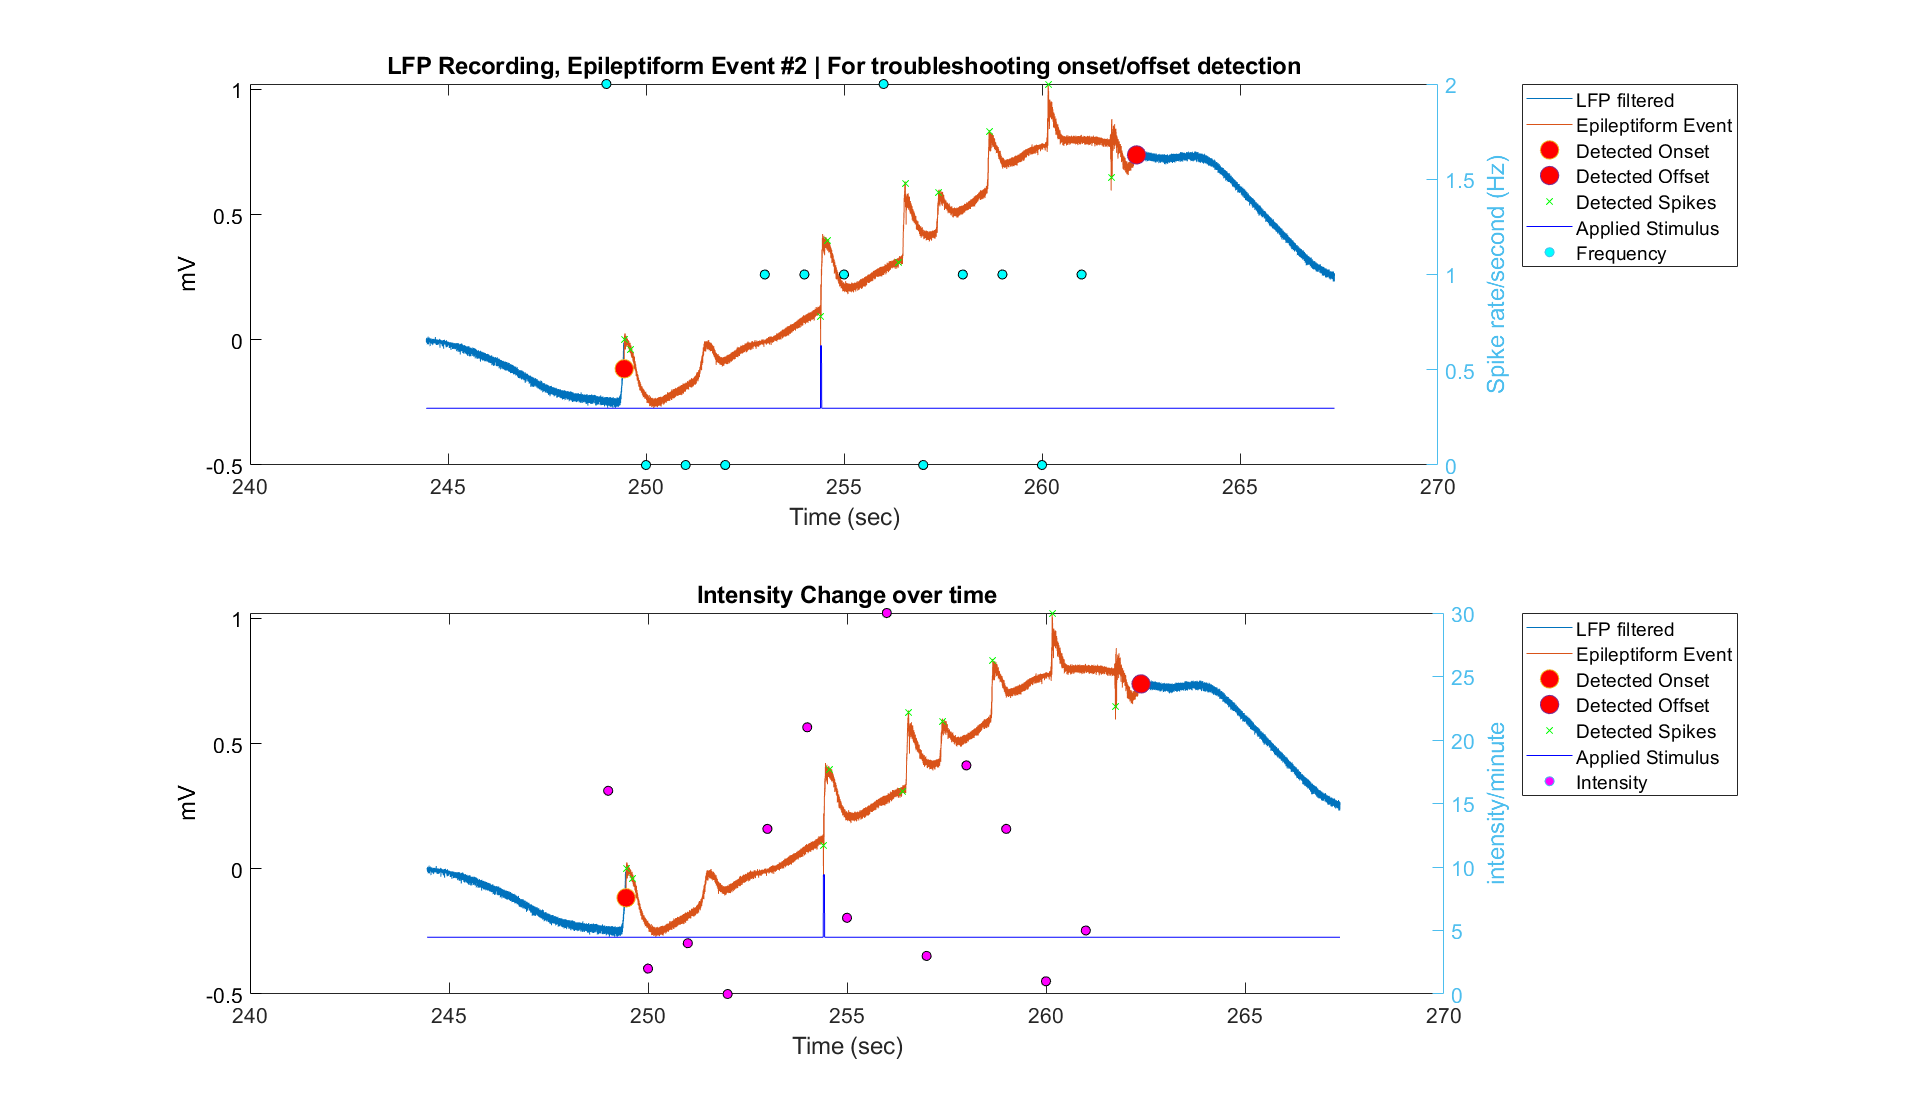 LFP Recording, Epileptiform Event #2 | For troubleshooting onset/offset detection
1
0.5
0
-0.5
mV
240
245
250
255
260
265
270
Time (sec)
2
1.5
1
0.5
0
Spike rate/second (Hz)
LFP filtered
Epileptiform Event
Detected Onset
Detected Offset
Detected Spikes
Applied Stimulus
Frequency
Intensity Change over time
1
0.5
0
-0.5
mV
240
245
250
255
260
265
270
Time (sec)
30
25
20
15
10
5
0
intensity/minute
LFP filtered
Epileptiform Event
Detected Onset
Detected Offset
Detected Spikes
Applied Stimulus
Intensity